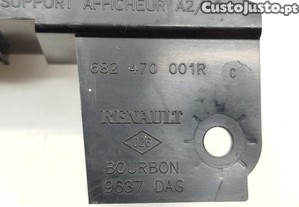 Custojusto.pt
SUPPORT AFFICHEUR A2/
682 470 001R C
RENAULT
BOURBON
9637 DAG